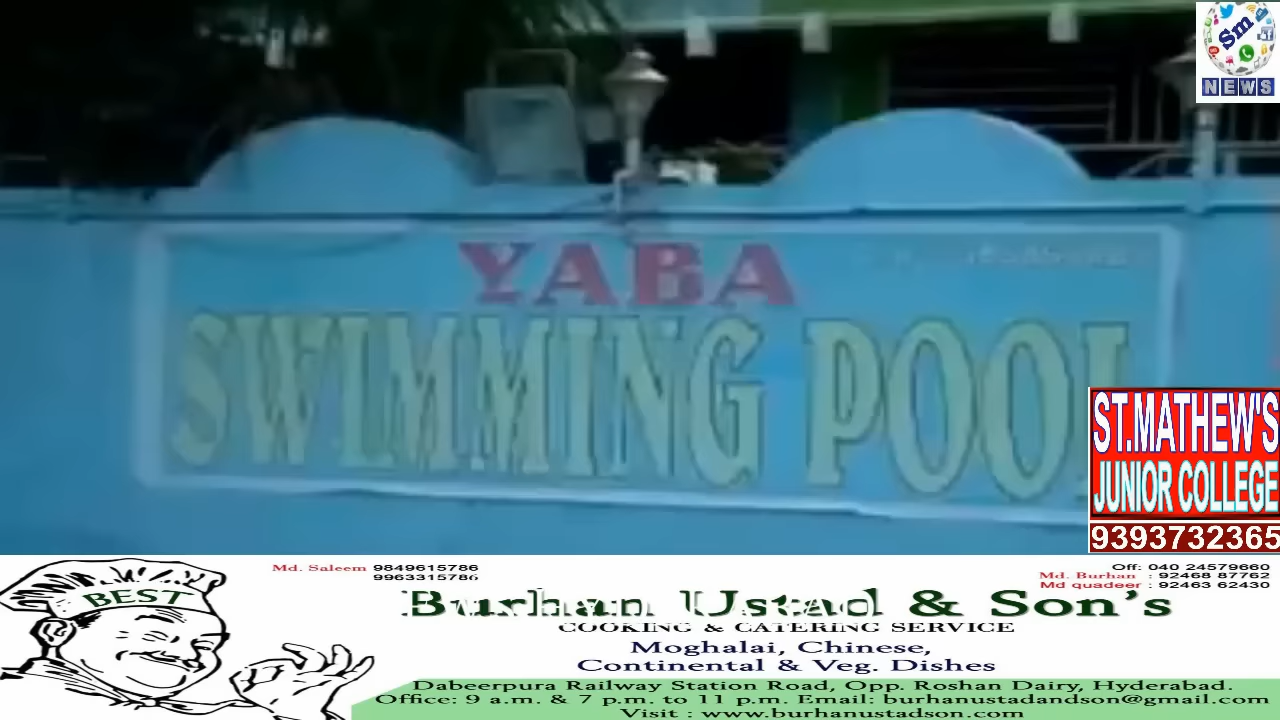 Sm
NEWS
YABA
SWIMMING POOL
ST.MATHEW'S
JUNIOR COLLEGE
9393732365
BEST
Md. Saleem 9849615786
9963315786
Off: 040 24579660
Md. Burhan : 92468 87762
Md quadeer : 92463 62430
Burhan Ustad & Son's
COOKING & CATERING SERVICE
Moghalai, Chinese,
Continental & Veg. Dishes
Dabeerpura Railway Station Road, Opp. Roshan Dairy, Hyderabad.
Office: 9 a.m. & 7 p.m. to 11 p.m. Email: burhanustadandson@gmail.com
Visit : www.burhanustadson.com